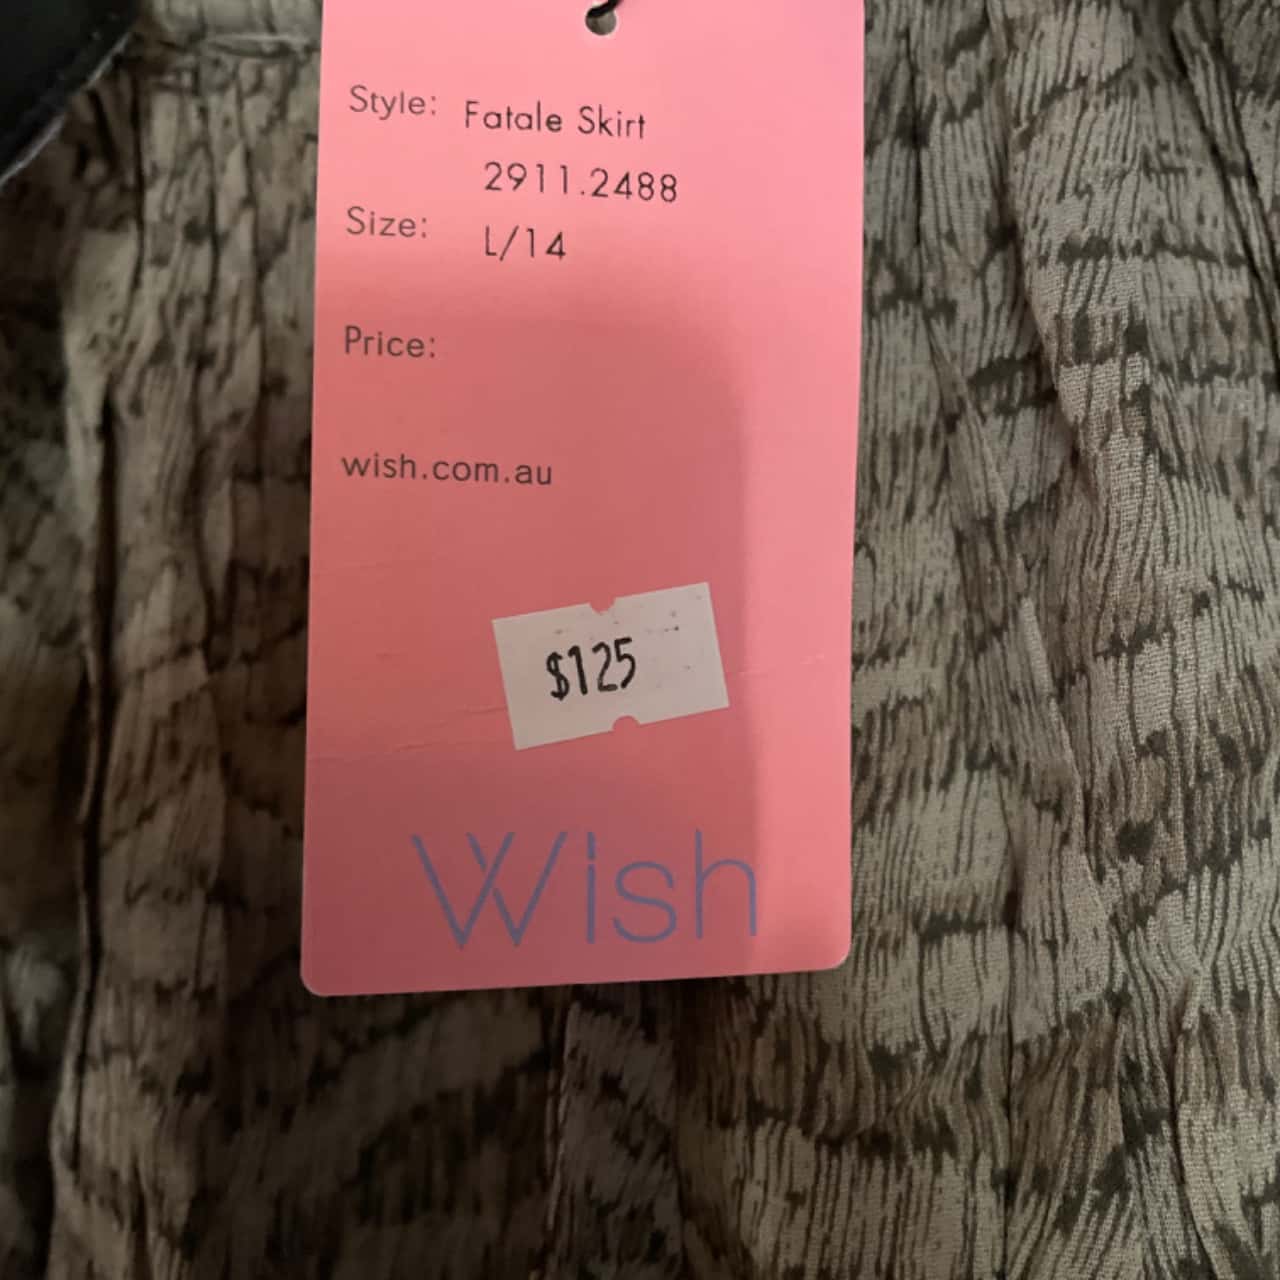 Style: Fatale Skirt
2911.2488
Size: L/14
Price:
wish.com.au
$125
Wish